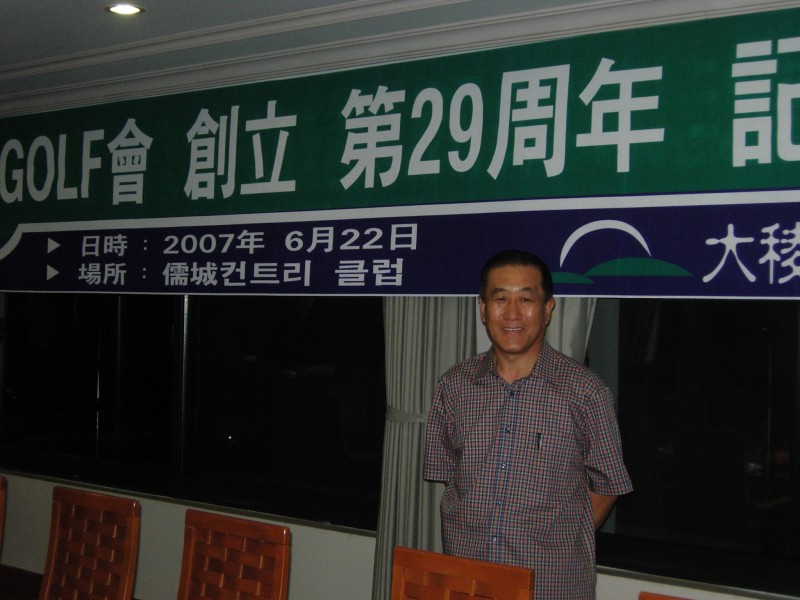 GOLF會 創立 第29周年 記
▶ 日時 : 2007年 6月22日
▶ 場所 : 儒城컨트리 클럽
大稜